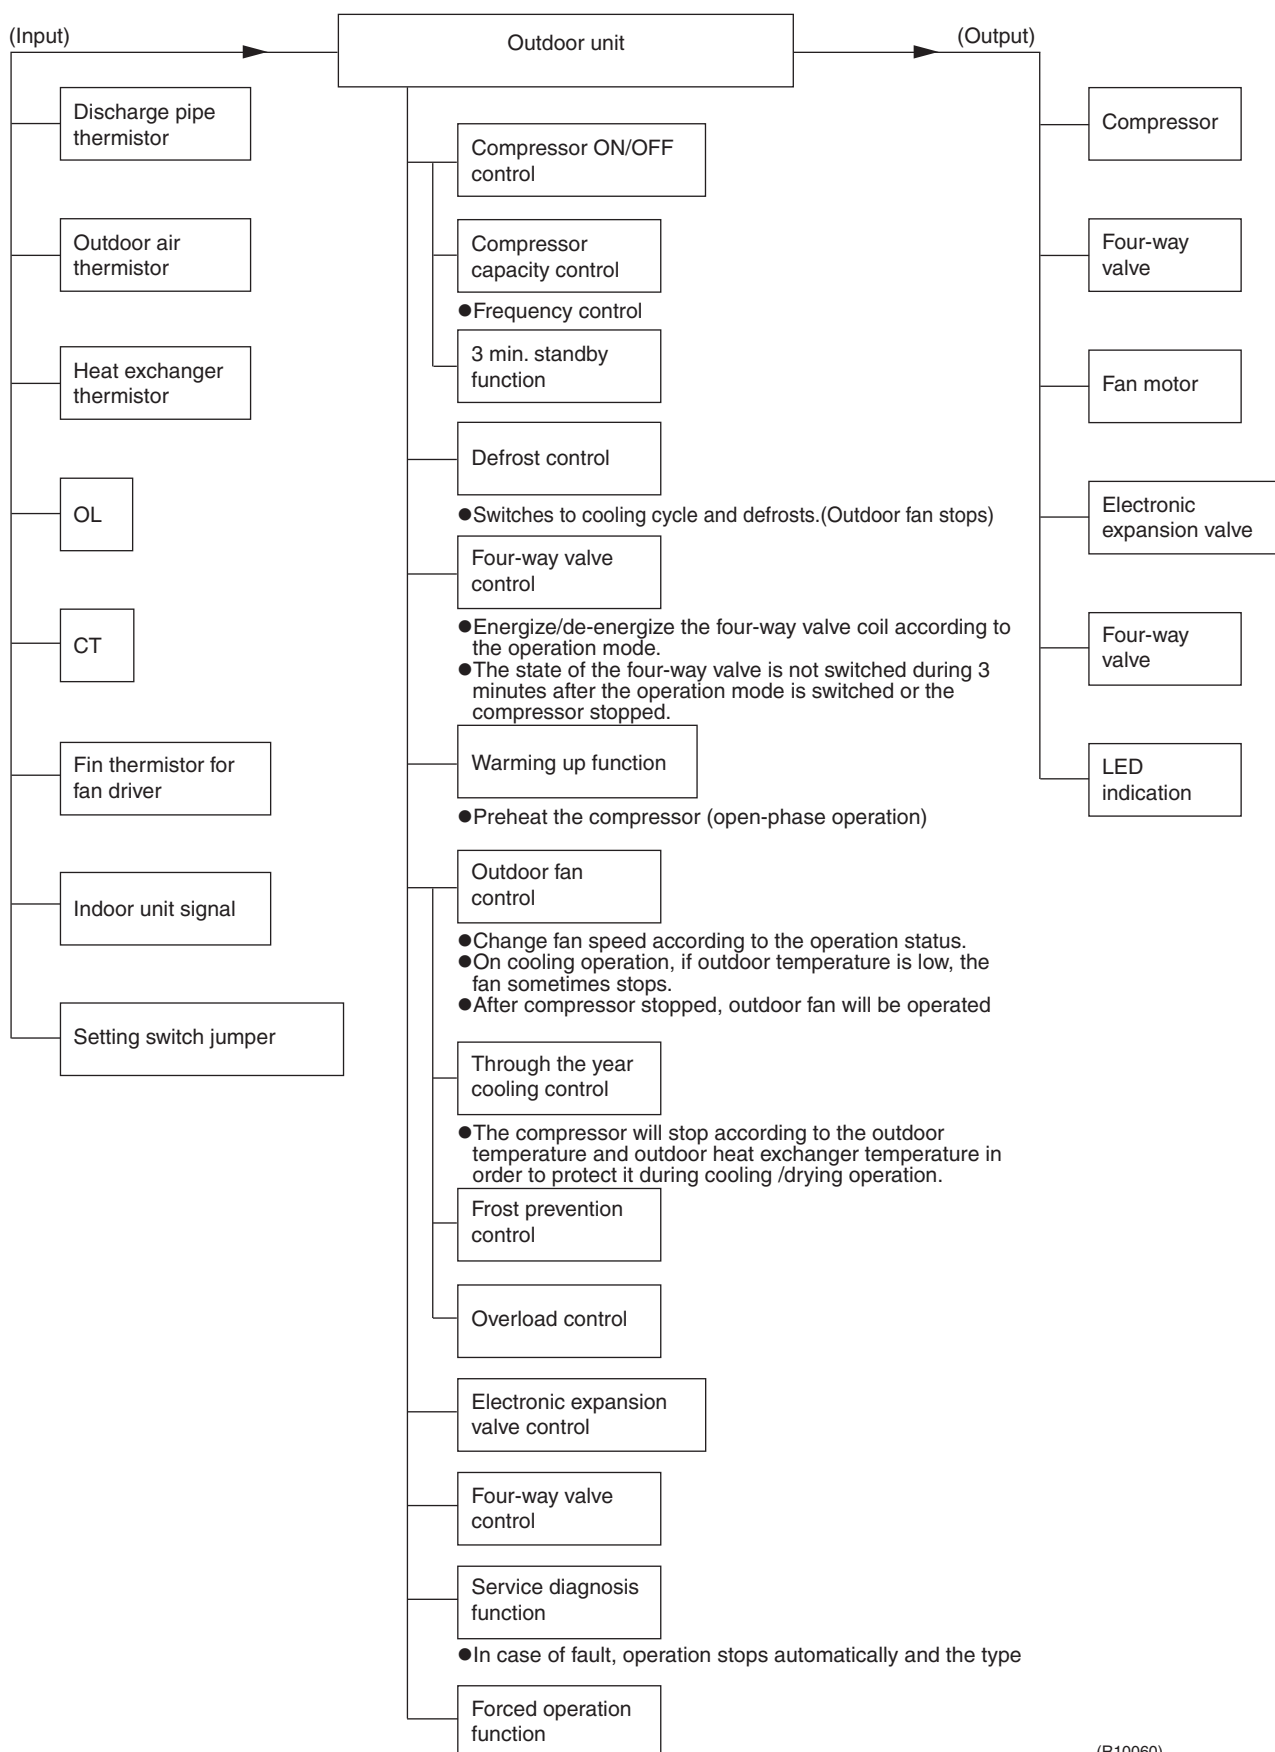 (Input)
Outdoor unit
(Output)
Discharge pipe
thermistor
Outdoor air
thermistor
Heat exchanger
thermistor
OL
CT
Fin thermistor for
fan driver
Indoor unit signal
Setting switch jumper
Compressor ON/OFF
control
Compressor
capacity control
●Frequency control
3 min. standby
function
Defrost control
●Switches to cooling cycle and defrosts.(Outdoor fan stops)
Four-way valve
control
●Energize/de-energize the four-way valve coil according to
the operation mode.
●The state of the four-way valve is not switched during 3
minutes after the operation mode is switched or the
compressor stopped.
Warming up function
●Preheat the compressor (open-phase operation)
Outdoor fan
control
●Change fan speed according to the operation status.
●On cooling operation, if outdoor temperature is low, the
fan sometimes stops.
●After compressor stopped, outdoor fan will be operated
Through the year
cooling control
●The compressor will stop according to the outdoor
temperature and outdoor heat exchanger temperature in
order to protect it during cooling /drying operation.
Frost prevention
control
Overload control
Electronic expansion
valve control
Four-way valve
control
Service diagnosis
function
●In case of fault, operation stops automatically and the type
Forced operation
function
Compressor
Four-way
valve
Fan motor
Electronic
expansion valve
Four-way
valve
LED
indication
(R10060)